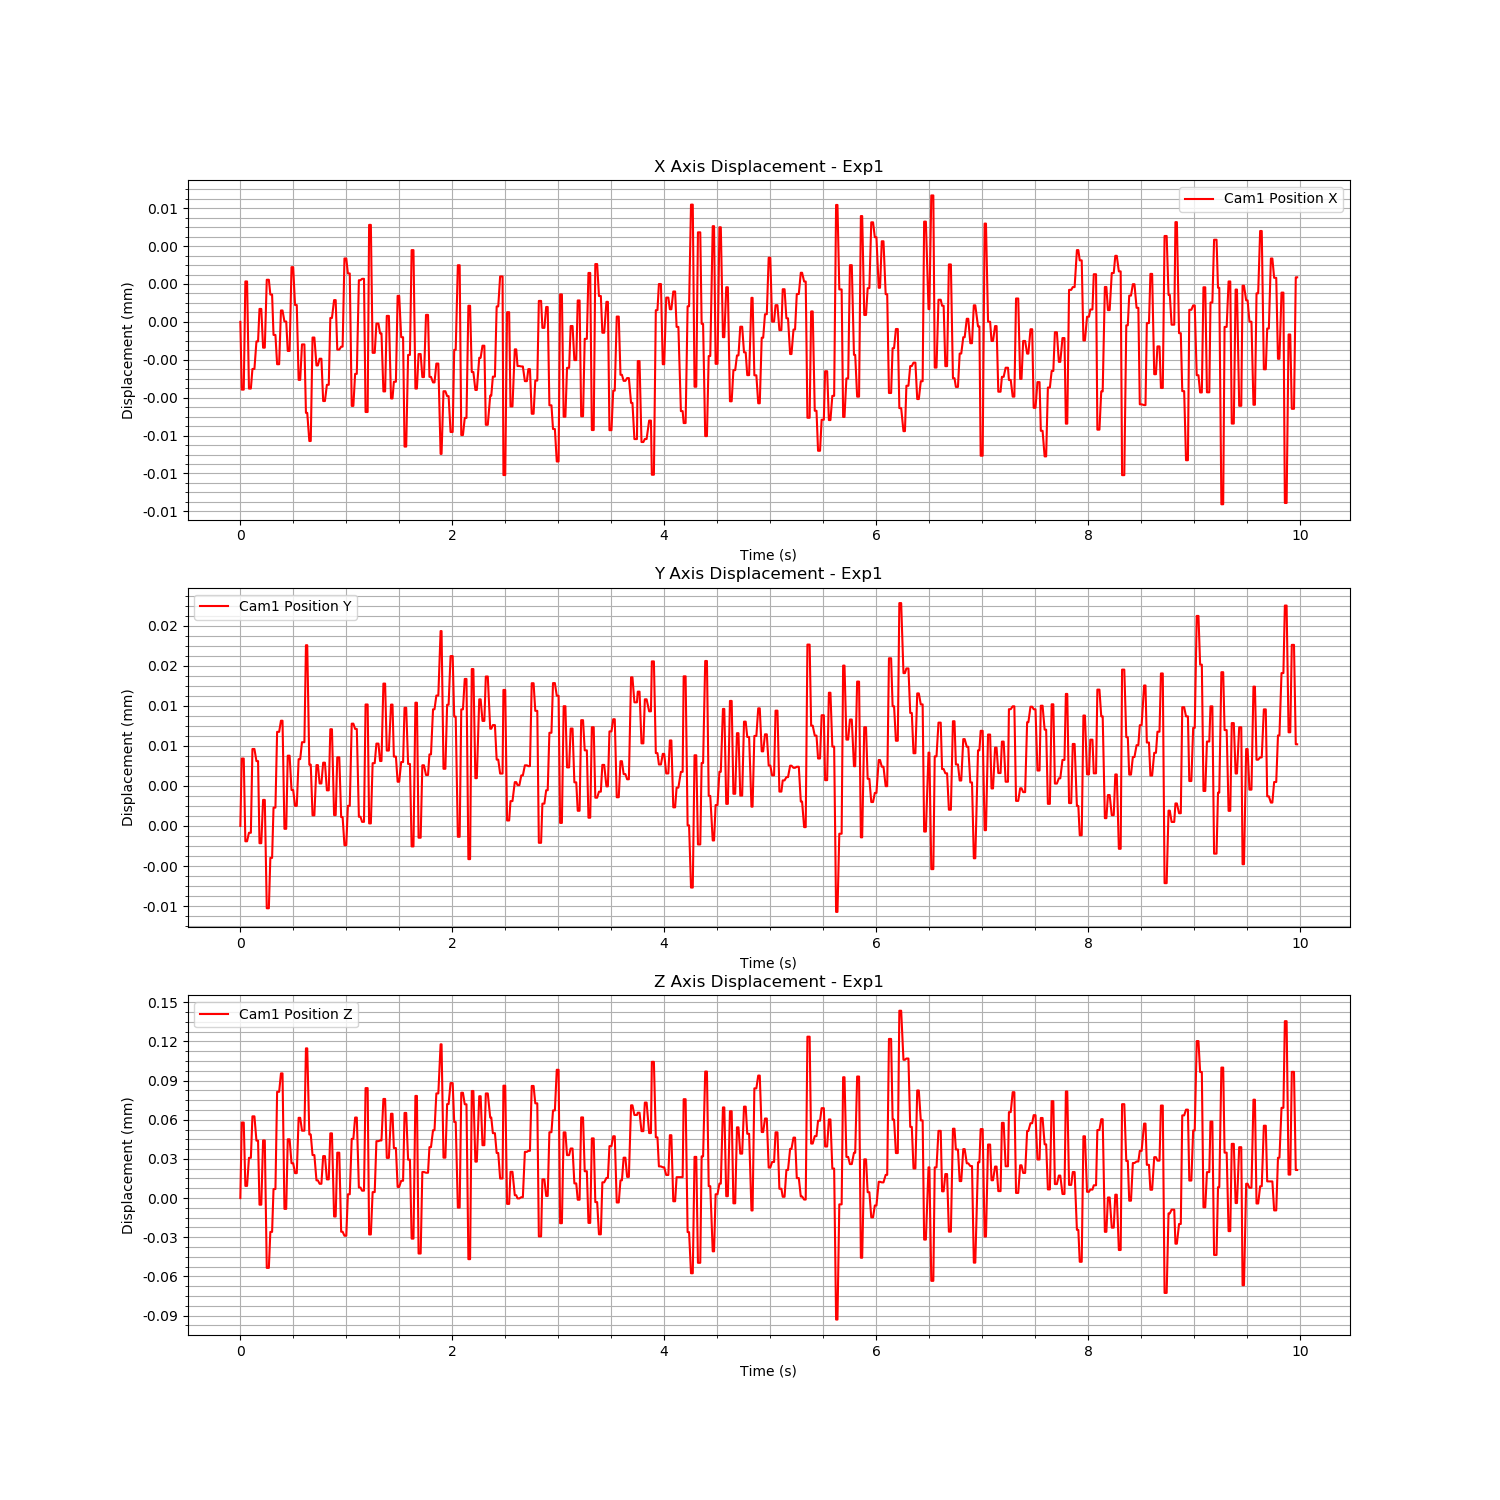 X Axis Displacement - Exp1
0.01
0.00
0.00
0.00
-0.00
-0.00
-0.01
-0.01
-0.01
Displacement (mm)
Cam1 Position X
0 2 4 6 8 10
Time (s)
Y Axis Displacement - Exp1
0.02
0.02
0.01
0.01
0.00
0.00
-0.00
-0.01
Displacement (mm)
Cam1 Position Y
0 2 4 6 8 10
Time (s)
Z Axis Displacement - Exp1
0.15
0.12
0.09
0.06
0.03
0.00
-0.03
-0.06
-0.09
Displacement (mm)
Cam1 Position Z
0 2 4 6 8 10
Time (s)